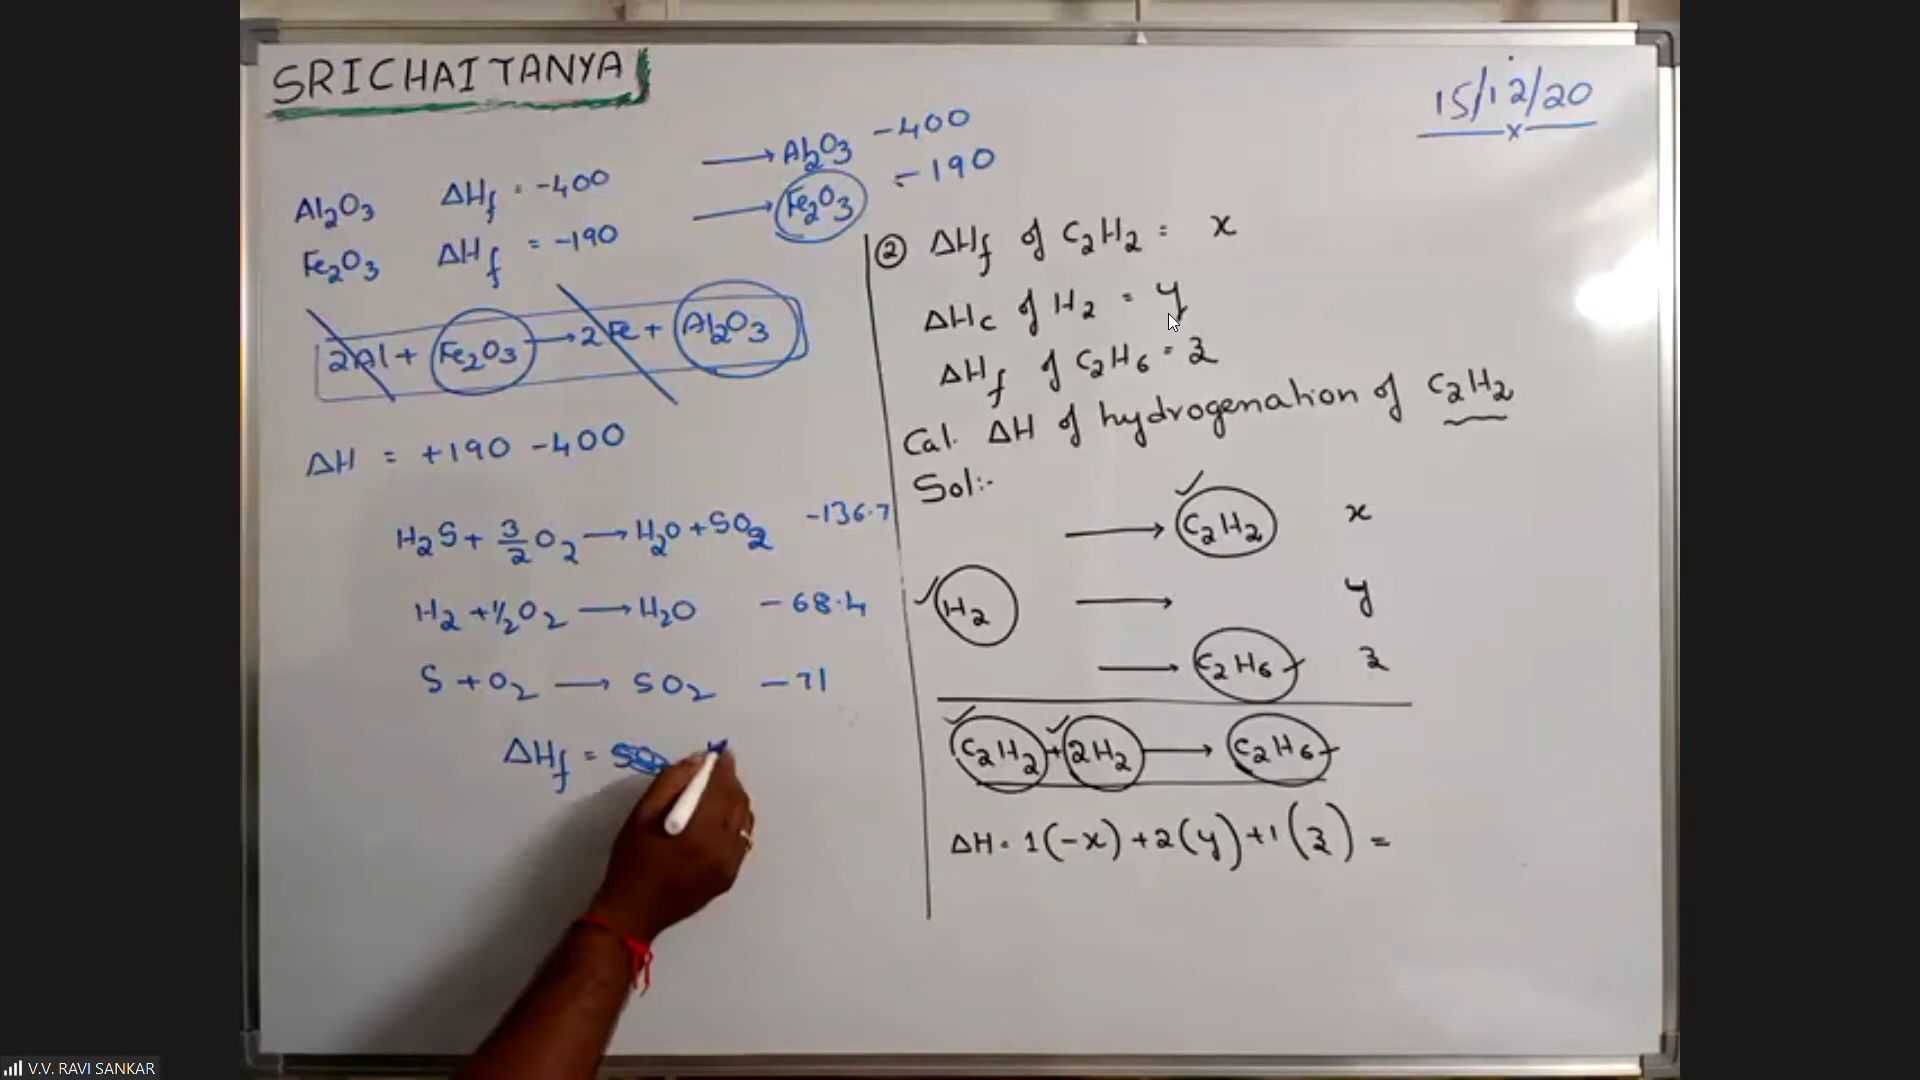 SRICHAITANYA
15/12/20
Al2O3 ΔHf = -400
Fe2O3 ΔHf = -190
⟶ Al2O3 -400
⟶ Fe2O3 -190
2Al + Fe2O3 ⟶ 2Fe + Al2O3
ΔH = +190 -400
H2S + 3/2 O2 ⟶ H2O + SO2 -136.7
H2 + 1/2 O2 ⟶ H2O -68.4
S + O2 ⟶ SO2 -71
ΔHf =
② ΔHf of C2H2 = x
ΔHc of H2 = y
ΔHf of C2H6 = z
Cal. ΔH of hydrogenation of C2H2
Sol:-
⟶ C2H2 x
H2 ⟶ y
⟶ C2H6 z
C2H2 + 2H2 ⟶ C2H6
ΔH = 1(-x) + 2(y) + 1(z) =
V.V. RAVI SANKAR